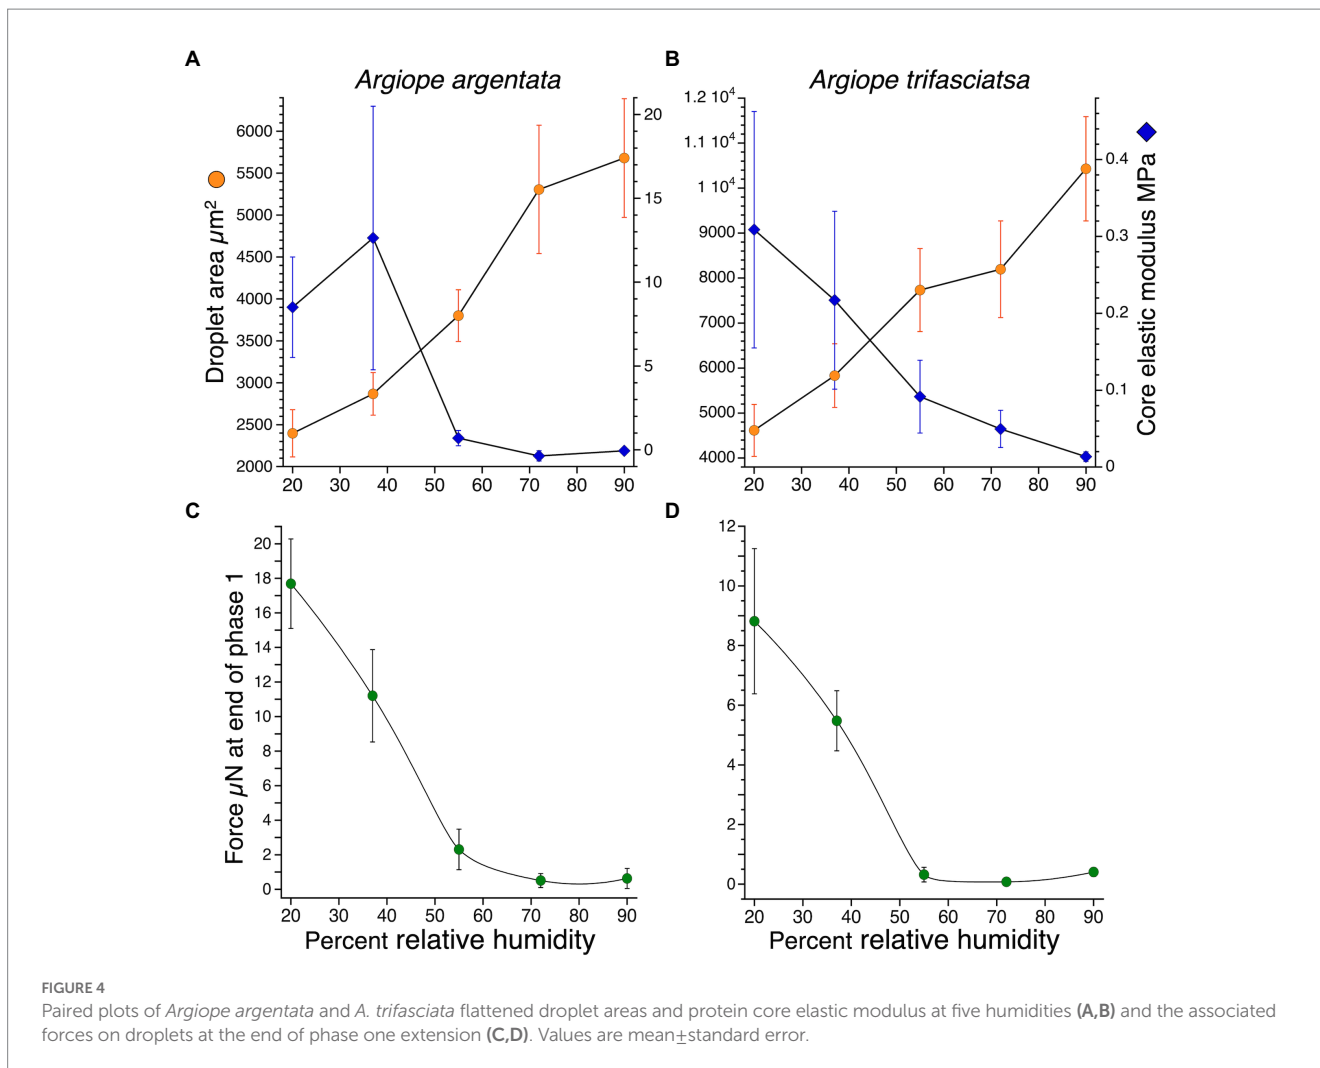 A
B
Argiope argentata
Argiope trifasciatsa
6000
5500
5000
4500
4000
3500
3000
2500
2000
20
15
10
5
0
Droplet area µm²
20 30 40 50 60 70 80 90
1.2 10⁴
1.1 10⁴
1 10⁴
9000
8000
7000
6000
5000
4000
0.4
0.3
0.2
0.1
0
Core elastic modulus MPa
20 30 40 50 60 70 80 90
C
D
20
18
16
14
12
10
8
6
4
2
0
Force µN at end of phase 1
20 30 40 50 60 70 80 90
Percent relative humidity
12
10
8
6
4
2
0
20 30 40 50 60 70 80 90
Percent relative humidity
FIGURE 4
Paired plots of Argiope argentata and A. trifasciata flattened droplet areas and protein core elastic modulus at five humidities (A,B) and the associated
forces on droplets at the end of phase one extension (C,D). Values are mean±standard error.